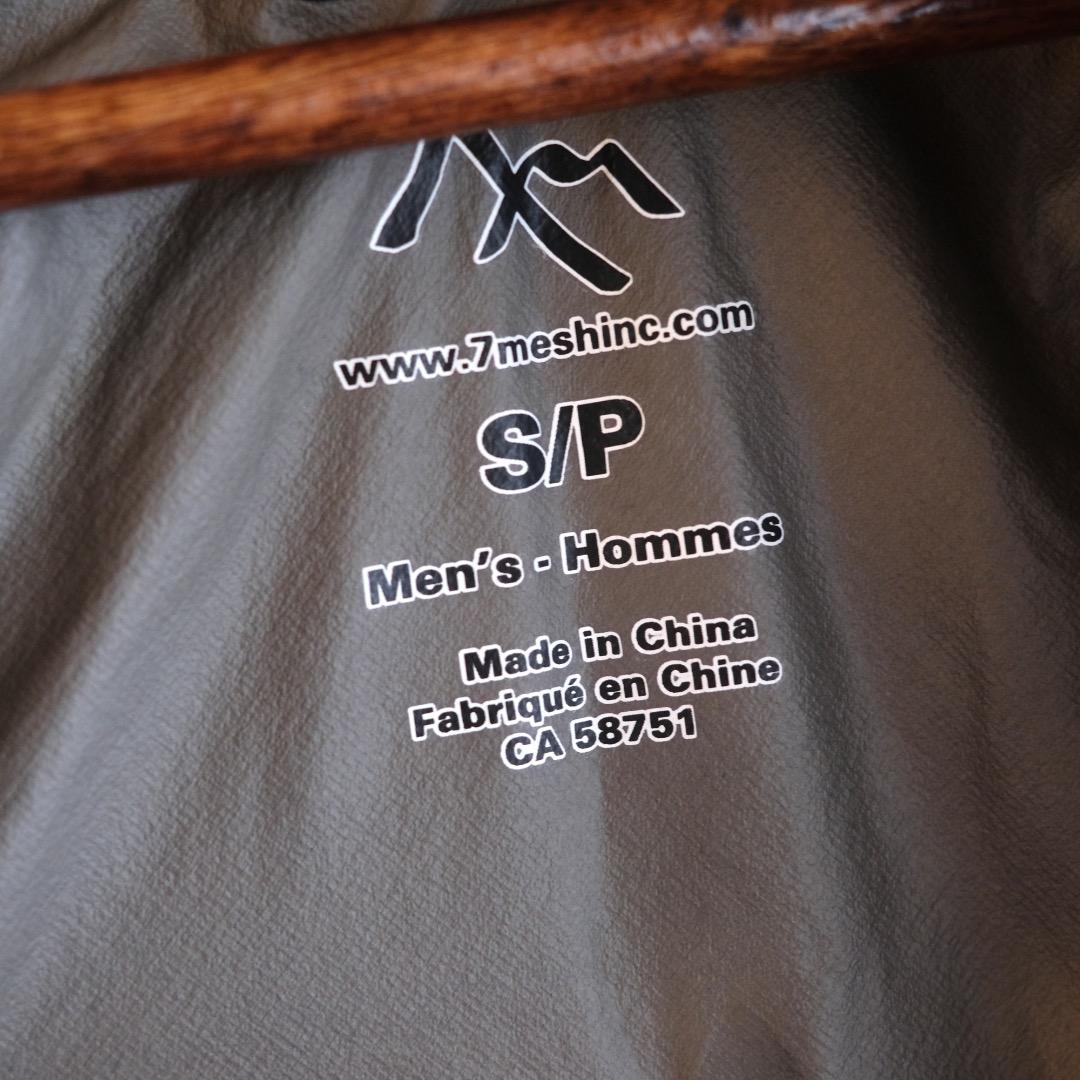 www.7meshinc.com
S/P
Men's - Hommes
Made in China
Fabriqué en Chine
CA 58751